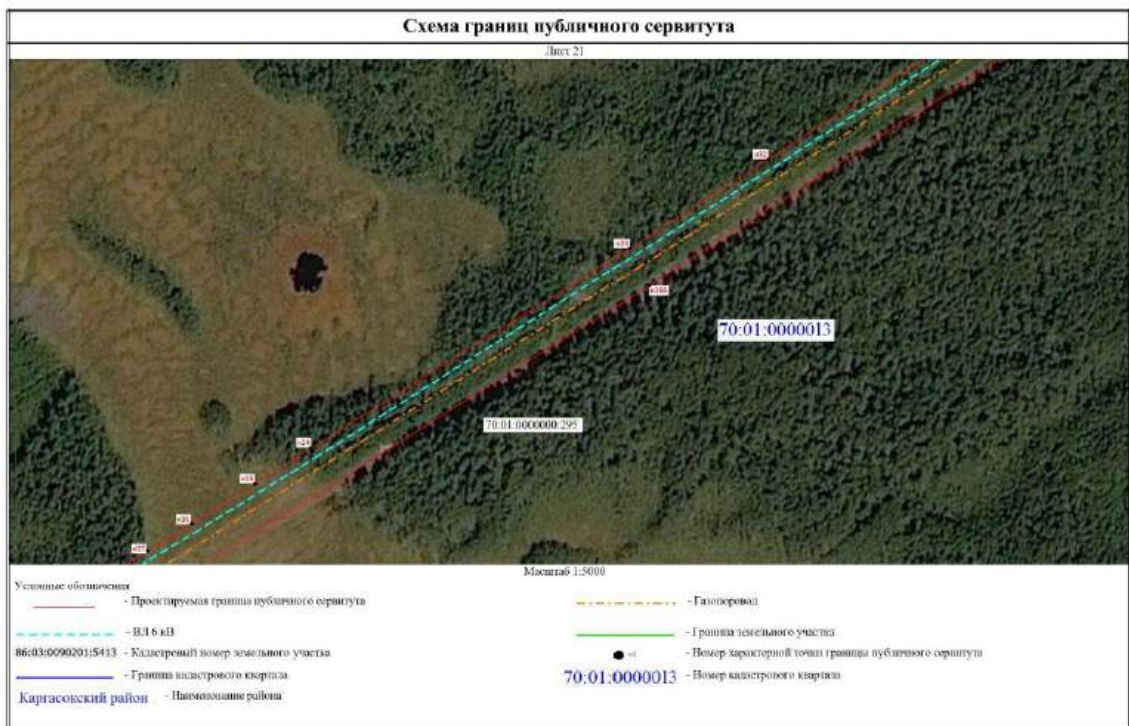 Схема границ публичного сервитута
Лист 21
70:01:0000013
70:01:0000000:295
Масштаб 1:5000
Условные обозначения
- Проектируемая граница публичного сервитута
- Газопоровод
- ВЛ 6 кВ
- Граница земельного участка
86:03:0090201:5413 - Кадастровый номер земельного участка
- Номер характерной точки границы публичного сервитута
- Граница кадастрового квартала
70:01:0000013 - Номер кадастрового квартала
Каргасокский район - Наименование района